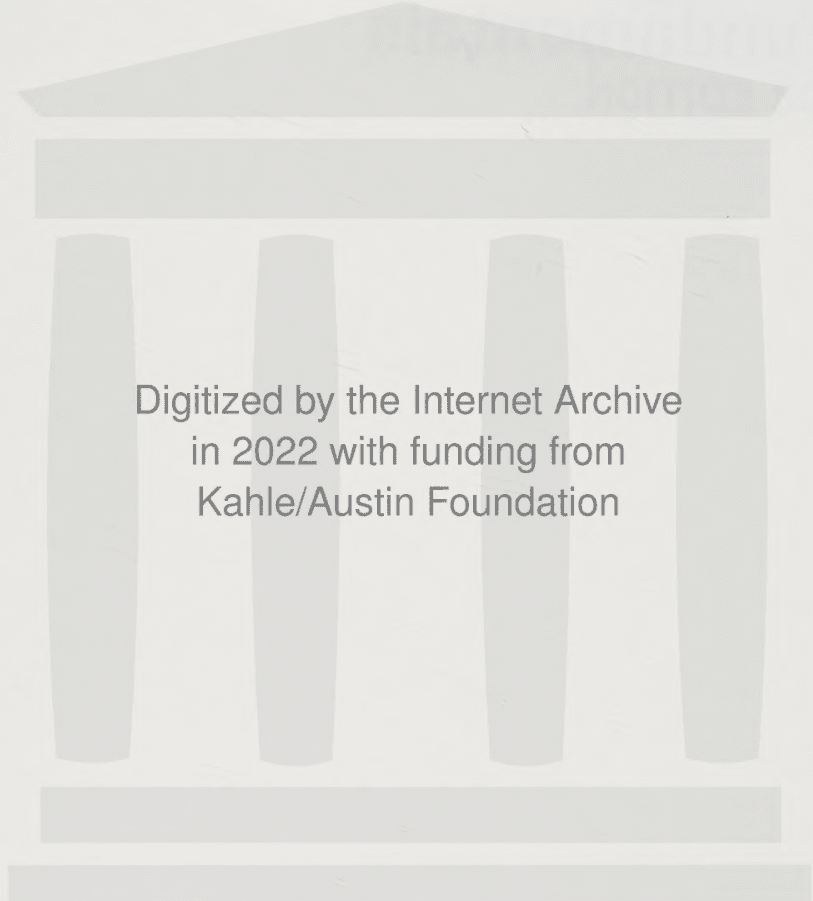 Digitized by the Internet Archive
in 2022 with funding from
Kahle/Austin Foundation